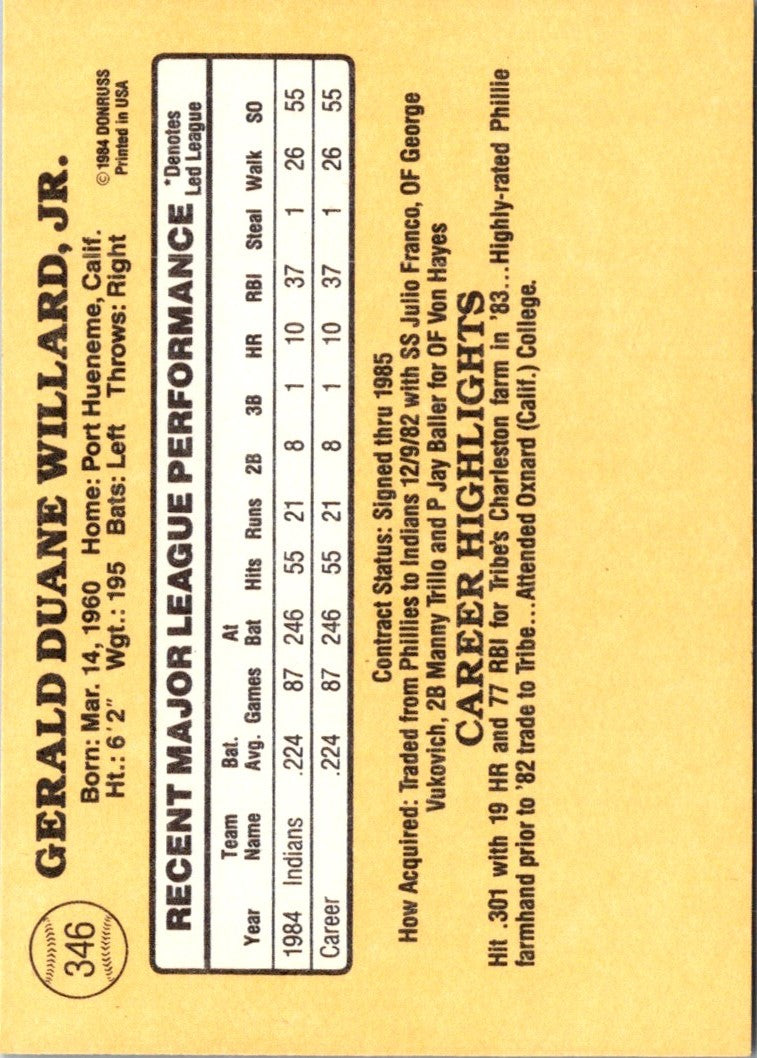 346
GERALD DUANE WILLARD, JR.
Born: Mar. 14, 1960 Home: Port Hueneme, Calif.
Ht.: 6'2" Wgt.: 195 Bats: Left Throws: Right
© 1984 DONRUSS
Printed in USA
RECENT MAJOR LEAGUE PERFORMANCE
*Denotes
Led League
Year Team Name Bat. Avg. Games At Bat Hits Runs 2B 3B HR RBI Steal Walk SO
1984 Indians .224 87 246 55 21 8 1 10 37 1 26 55
Career .224 87 246 55 21 8 1 10 37 1 26 55
Contract Status: Signed thru 1985
How Acquired: Traded from Phillies to Indians 12/9/82 with SS Julio Franco, OF George
Vukovich, 2B Manny Trillo and P Jay Baller for OF Von Hayes
CAREER HIGHLIGHTS
Hit .301 with 19 HR and 77 RBI for Tribe's Charleston farm in '83...Highly-rated Phillie
farmhand prior to '82 trade to Tribe...Attended Oxnard (Calif.) College.